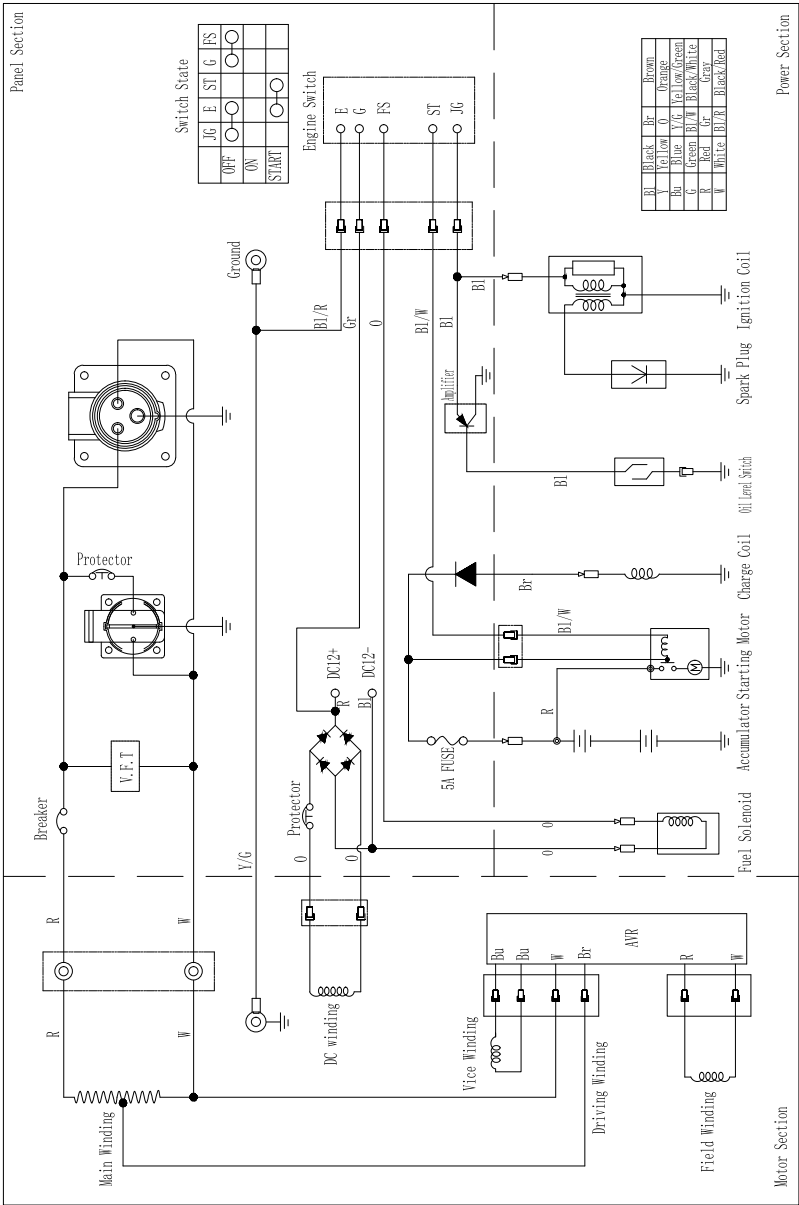 Panel Section
Power Section
Motor Section
Switch State
JG E ST G FS
OFF
ON
START
Engine Switch
E
G
FS
ST
JG
Bl Black Br Brown
Y Yellow O Orange
Bu Blue Y/G Yellow/Green
G Green Bl/W Black/White
R Red Gr Gray
W White Bl/R Black/Red
Ground
Bl/R
Gr
O
Bl/W
Bl
Bl
Amplifier
Bl
Ignition Coil
Spark Plug
Oil Level Switch
Charge Coil
Starting Motor
Accumulator
Fuel Solenoid
Protector
V.F.T
Breaker
R
W
R
W
Y/G
Protector
O
O
DC12+
DC12-
R
Bl
5A FUSE
Br
Bl/W
R
M
O
O
DC winding
Main Winding
Vice Winding
Driving Winding
Field Winding
AVR
Bu
Bu
W
Br
R
W